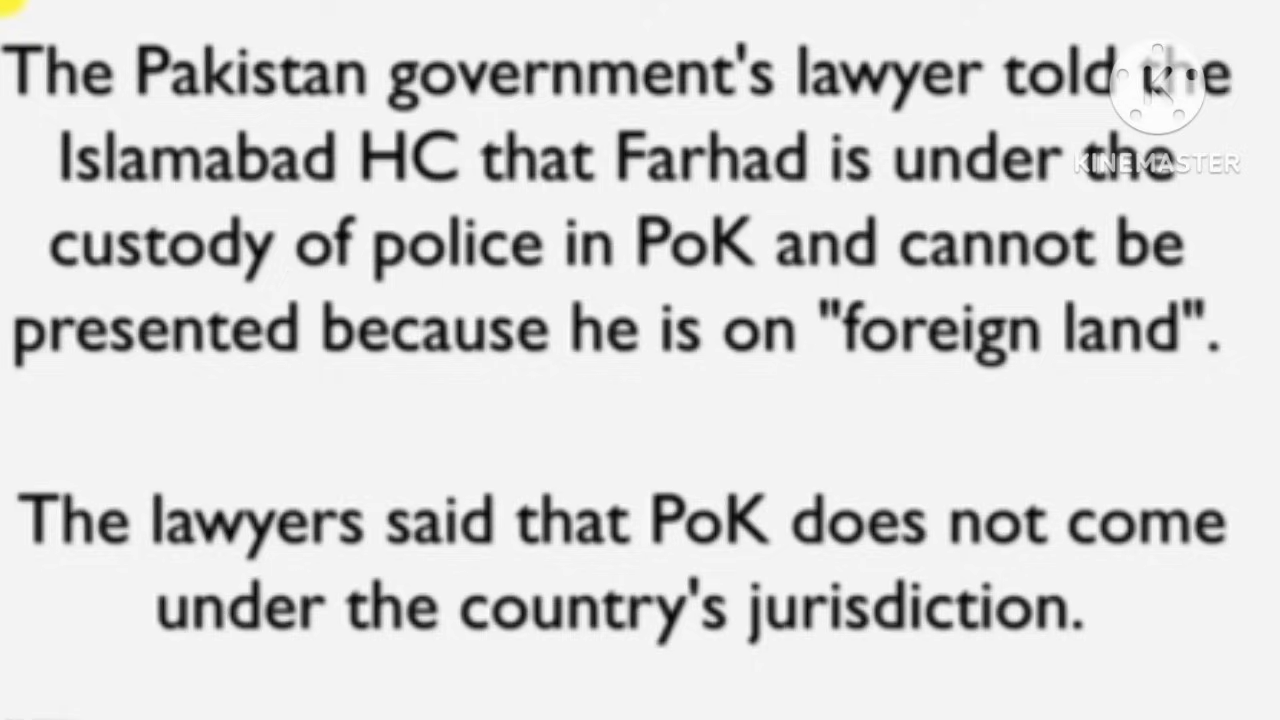 The Pakistan government's lawyer told the
Islamabad HC that Farhad is under the
custody of police in PoK and cannot be
presented because he is on "foreign land".
The lawyers said that PoK does not come
under the country's jurisdiction.
KINEMASTER